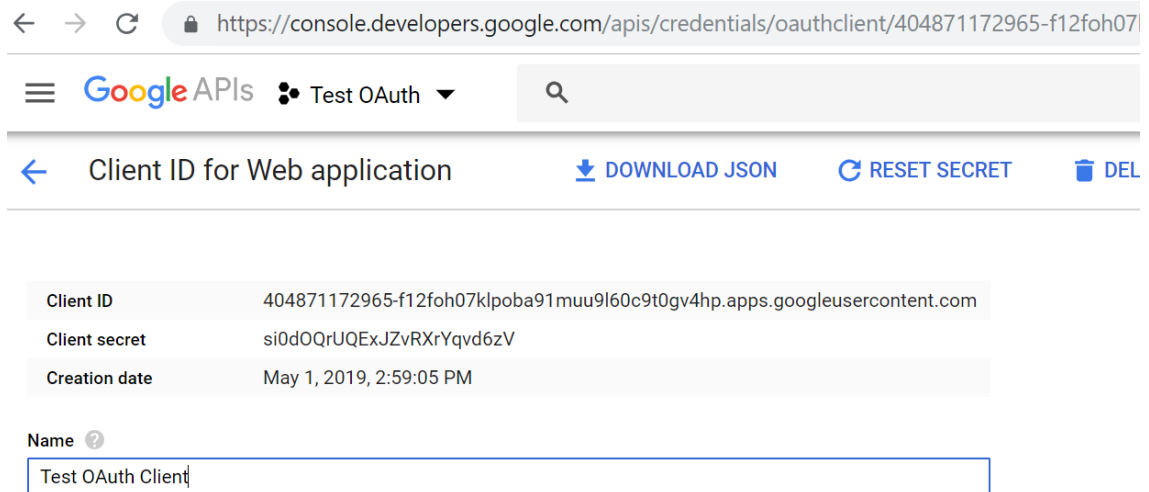 https://console.developers.google.com/apis/credentials/oauthclient/404871172965-f12foh07
Google APIs Test OAuth
Client ID for Web application DOWNLOAD JSON RESET SECRET DEL
Client ID 404871172965-f12foh07klpoba91muu9l60c9t0gv4hp.apps.googleusercontent.com
Client secret si0dOQrUQExJZvRXrYqvd6zV
Creation date May 1, 2019, 2:59:05 PM
Name ?
Test OAuth Client